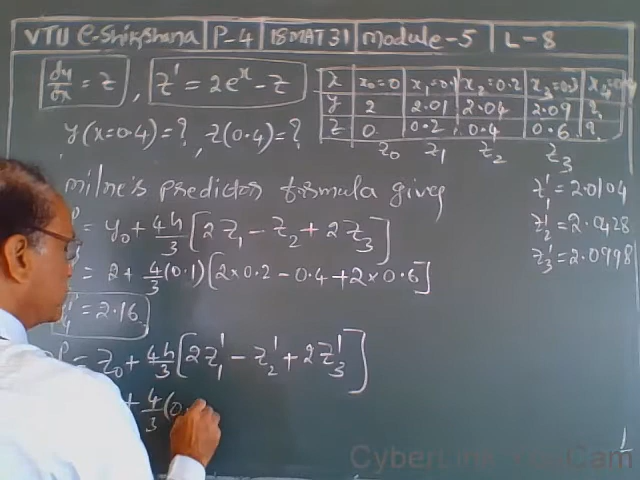 VTU e-Shikshana | P-4 | 18MAT31 | Module-5 | L-8
dy/dx = z , z' = 2e^x - z
x | x₀=0 | x₁=0.1 | x₂=0.2 | x₃=0.3
y | 2 | 2.01 | 2.04 | 2.09 | ?
z | 0 | 0.2 | 0.4 | 0.6 | ?
z₀ z₁ z₂ z₃
y(x=0.4)=?, z(0.4)=?
Milne's predictor formula gives
= y₀ + 4h/3 [2z₁ - z₂ + 2z₃]
= 2 + 4/3 (0.1) [2×0.2 - 0.4 + 2×0.6]
= 2.16
= z₀ + 4h/3 [2z₁' - z₂' + 2z₃']
+ 4/3 (0.
z₁' = 2.0104
z₂' = 2.0428
z₃' = 2.0998